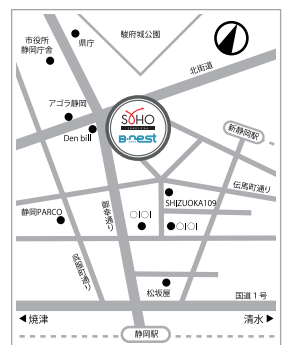 市役所
静岡庁舎
県庁
駿府城公園
北街道
アゴラ静岡
Den bill
SOHO
B-nest
新静岡駅
伝馬町通り
SHIZUOKA109
静岡PARCO
御幸通り
○I○I
○I○I
呉服町通り
松坂屋
国道1号
焼津
清水
静岡駅